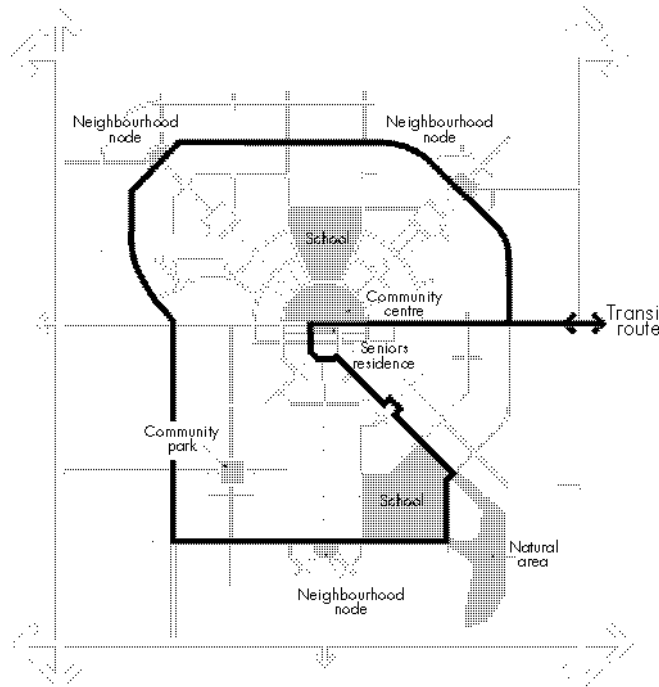 Neighbourhood
node
Neighbourhood
node
School
Community
centre
Transi
route
Seniors
residence
Community
park
School
Natural
area
Neighbourhood
node